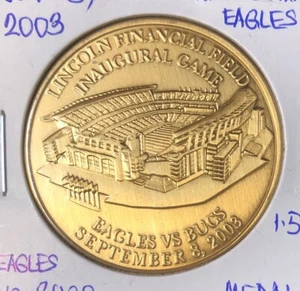 2003
EAGLES
LINCOLN FINANCIAL FIELD
INAUGURAL GAME
EAGLES VS BUCS
SEPTEMBER 8, 2003
1.5
EAGLES
MEDAL